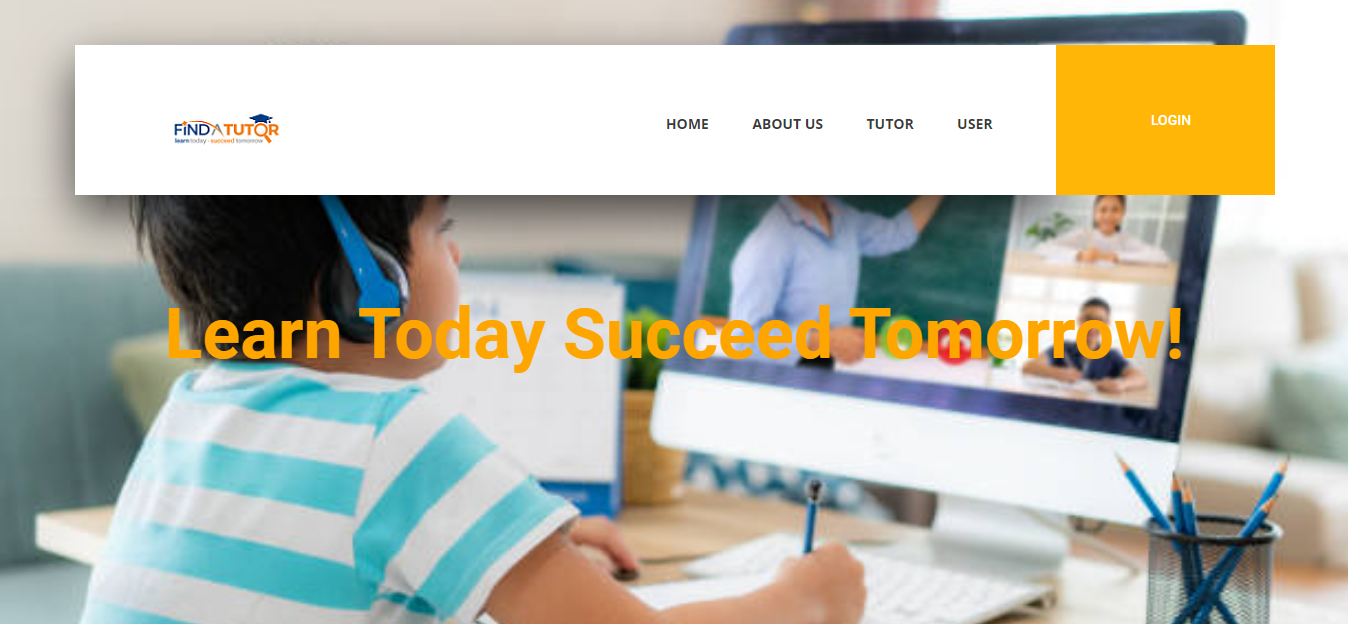 FINDATUTOR
learn today - succeed tomorrow
HOME ABOUT US TUTOR USER LOGIN
Learn Today Succeed Tomorrow!